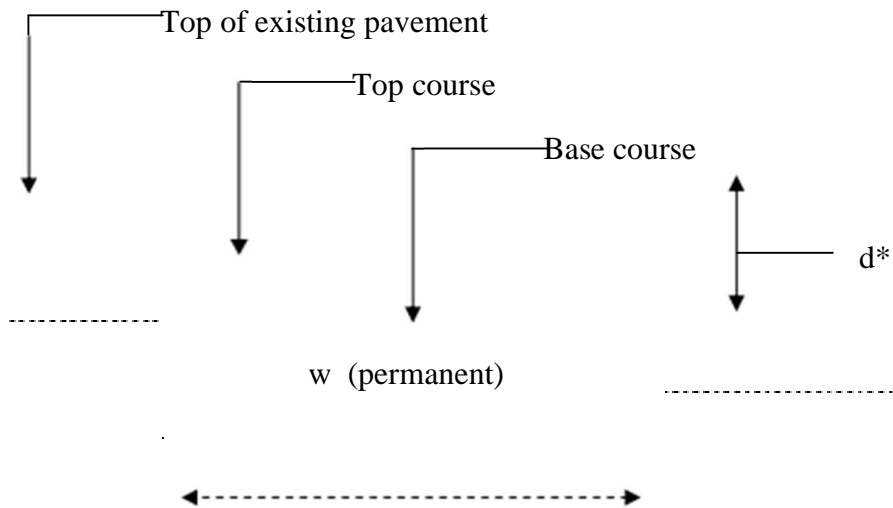 Top of existing pavement
Top course
Base course
d*
w (permanent)